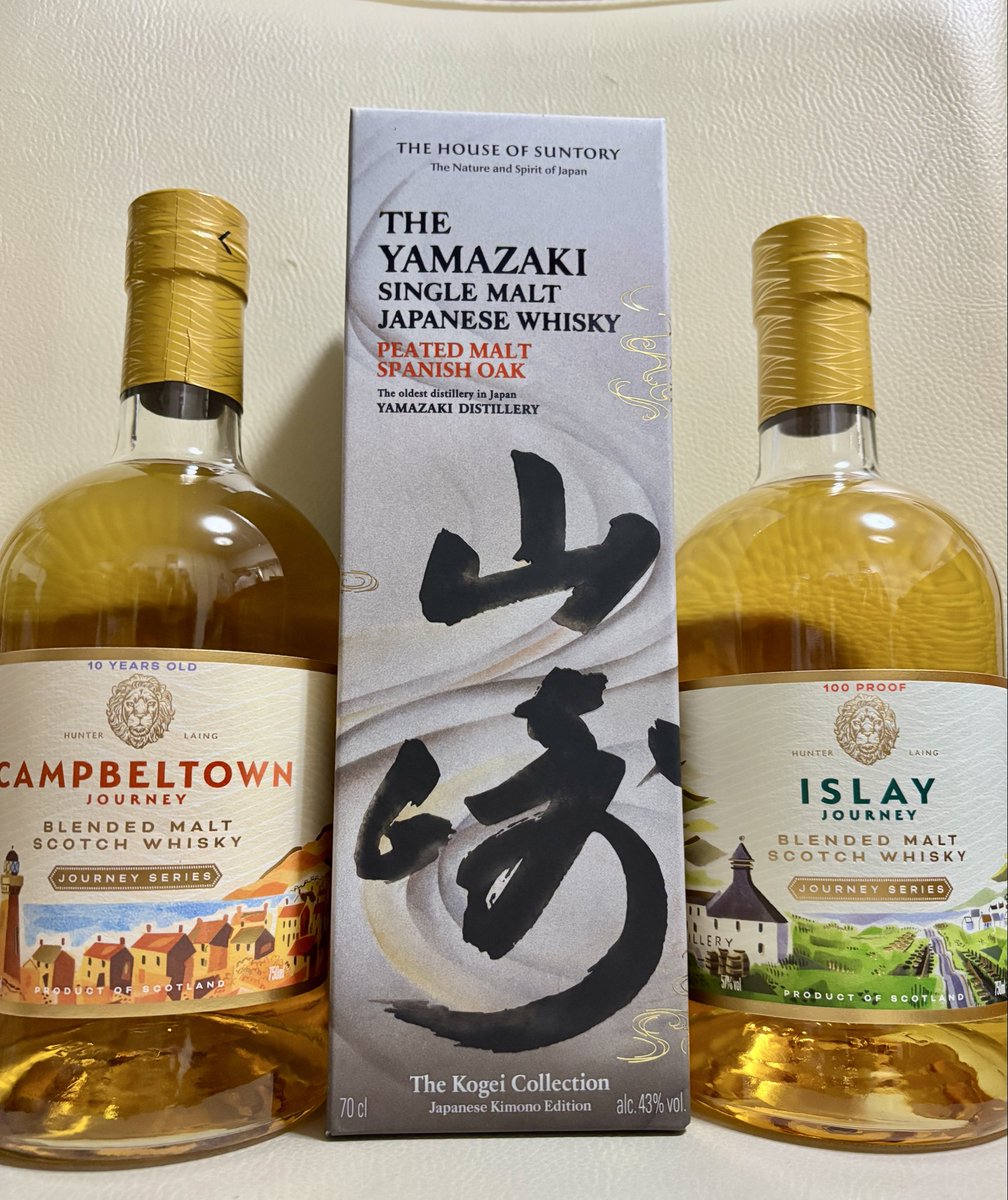 10 YEARS OLD
HUNTER LAING
CAMPBELTOWN
JOURNEY
BLENDED MALT
SCOTCH WHISKY
JOURNEY SERIES
750ml
PRODUCT OF SCOTLAND
THE HOUSE OF SUNTORY
The Nature and Spirit of Japan
THE
YAMAZAKI
SINGLE MALT
JAPANESE WHISKY
PEATED MALT
SPANISH OAK
The oldest distillery in Japan
YAMAZAKI DISTILLERY
山
崎
The Kogei Collection
Japanese Kimono Edition
70 cl
alc. 43% vol.
100 PROOF
HUNTER LAING
ISLAY
JOURNEY
BLENDED MALT
SCOTCH WHISKY
JOURNEY SERIES
57% vol
PRODUCT OF SCOTLAND